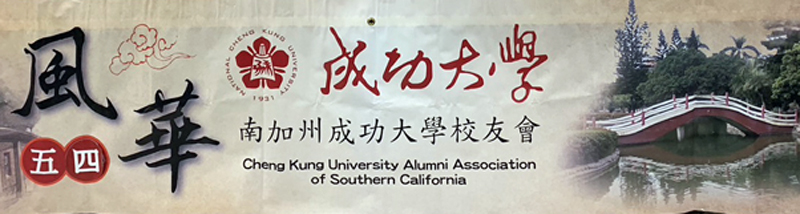 風華
五四
NATIONAL CHENG KUNG UNIVERSITY
1931
成功大學
南加州成功大學校友會
Cheng Kung University Alumni Association
of Southern California